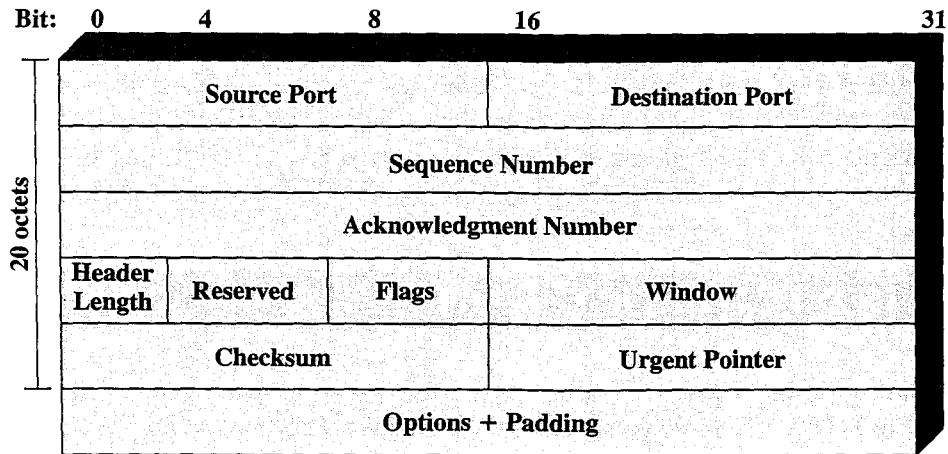 Bit: 0 4 8 16 31
Source Port Destination Port
Sequence Number
Acknowledgment Number
20 octets
Header
Length Reserved Flags Window
Checksum Urgent Pointer
Options + Padding